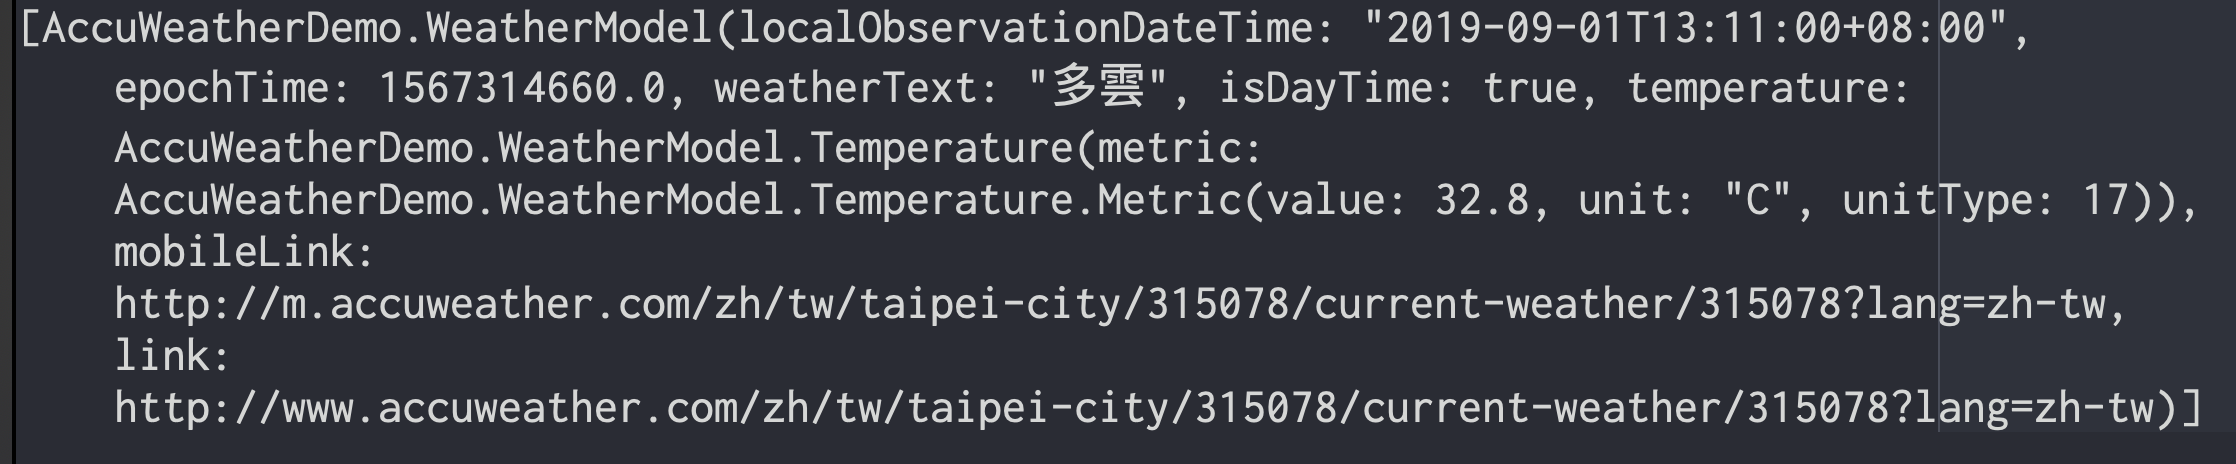 [AccuWeatherDemo.WeatherModel(localObservationDateTime: "2019-09-01T13:11:00+08:00",
epochTime: 1567314660.0, weatherText: "多雲", isDayTime: true, temperature:
AccuWeatherDemo.WeatherModel.Temperature(metric:
AccuWeatherDemo.WeatherModel.Temperature.Metric(value: 32.8, unit: "C", unitType: 17)),
mobileLink:
http://m.accuweather.com/zh/tw/taipei-city/315078/current-weather/315078?lang=zh-tw,
link:
http://www.accuweather.com/zh/tw/taipei-city/315078/current-weather/315078?lang=zh-tw)]